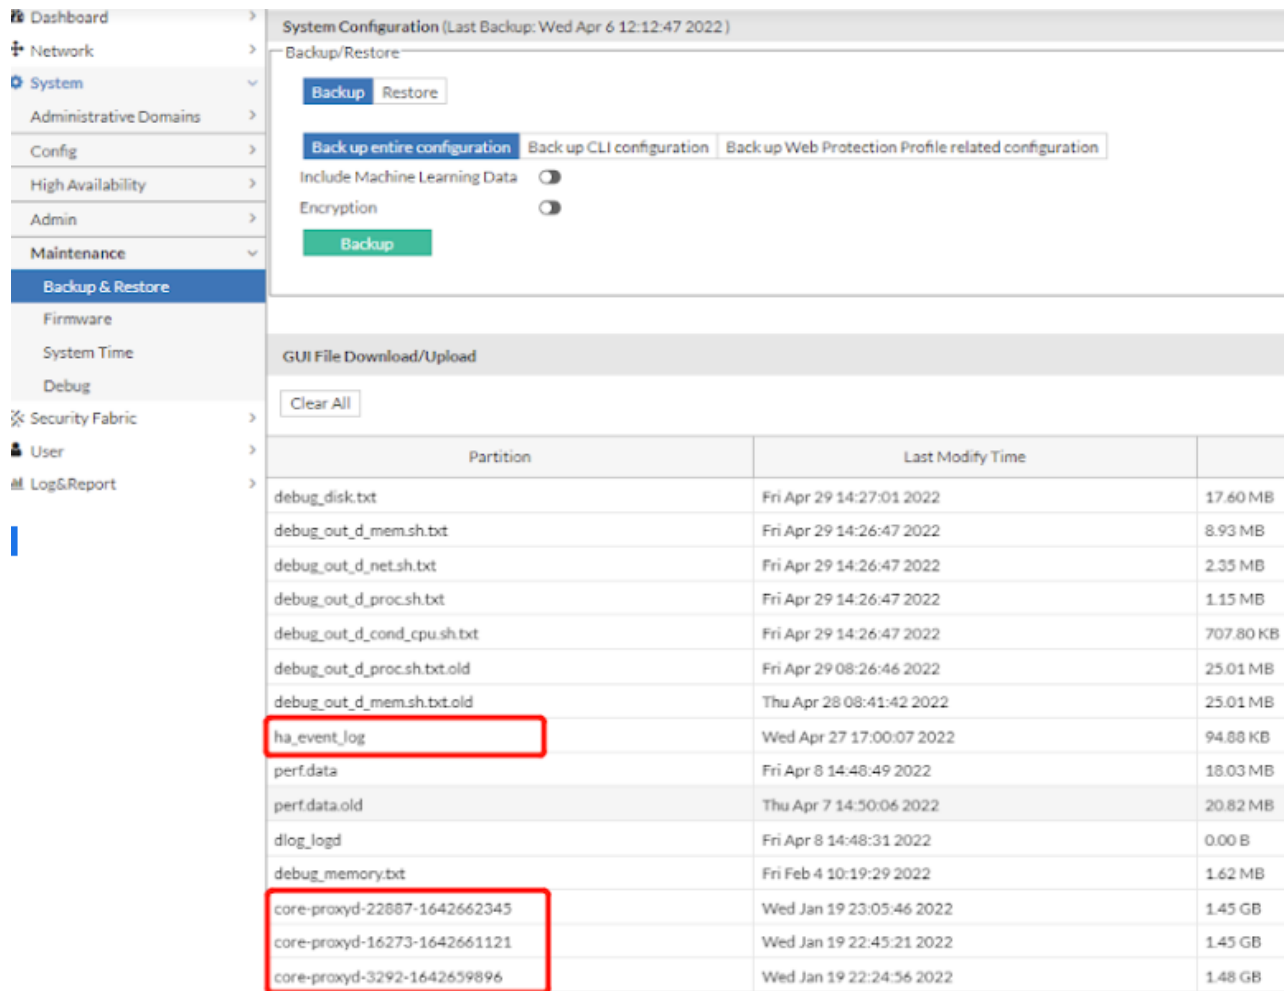 Dashboard
Network
System
Administrative Domains
Config
High Availability
Admin
Maintenance
Backup & Restore
Firmware
System Time
Debug
Security Fabric
User
Log&Report
System Configuration (Last Backup: Wed Apr 6 12:12:47 2022 )
Backup/Restore
Backup Restore
Back up entire configuration Back up CLI configuration Back up Web Protection Profile related configuration
Include Machine Learning Data
Encryption
Backup
GUI File Download/Upload
Clear All
Partition Last Modify Time
debug_disk.txt Fri Apr 29 14:27:01 2022 17.60 MB
debug_out_d_mem.sh.txt Fri Apr 29 14:26:47 2022 8.93 MB
debug_out_d_net.sh.txt Fri Apr 29 14:26:47 2022 2.35 MB
debug_out_d_proc.sh.txt Fri Apr 29 14:26:47 2022 1.15 MB
debug_out_d_cond_cpu.sh.txt Fri Apr 29 14:26:47 2022 707.80 KB
debug_out_d_proc.sh.txt.old Fri Apr 29 08:26:46 2022 25.01 MB
debug_out_d_mem.sh.txt.old Thu Apr 28 08:41:42 2022 25.01 MB
ha_event_log Wed Apr 27 17:00:07 2022 94.88 KB
perf.data Fri Apr 8 14:48:49 2022 18.03 MB
perf.data.old Thu Apr 7 14:50:06 2022 20.82 MB
dlog_logd Fri Apr 8 14:48:31 2022 0.00 B
debug_memory.txt Fri Feb 4 10:19:29 2022 1.62 MB
core-proxyd-22887-1642662345 Wed Jan 19 23:05:46 2022 1.45 GB
core-proxyd-16273-1642661121 Wed Jan 19 22:45:21 2022 1.45 GB
core-proxyd-3292-1642659896 Wed Jan 19 22:24:56 2022 1.48 GB